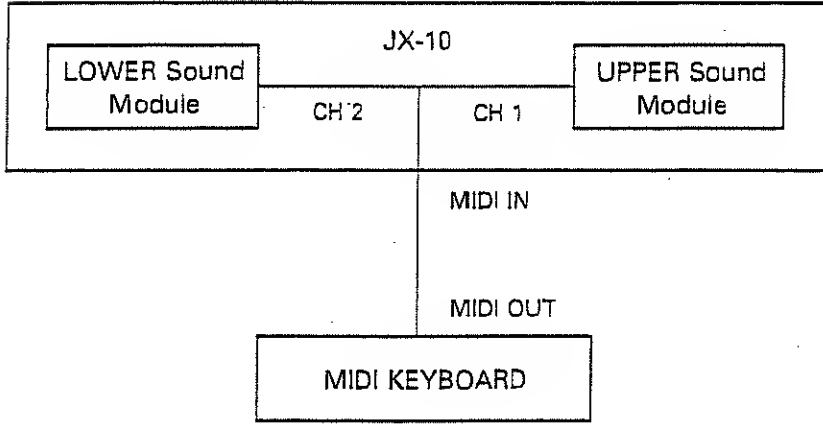 JX-10
LOWER Sound
Module
UPPER Sound
Module
CH 2
CH 1
MIDI IN
MIDI OUT
MIDI KEYBOARD